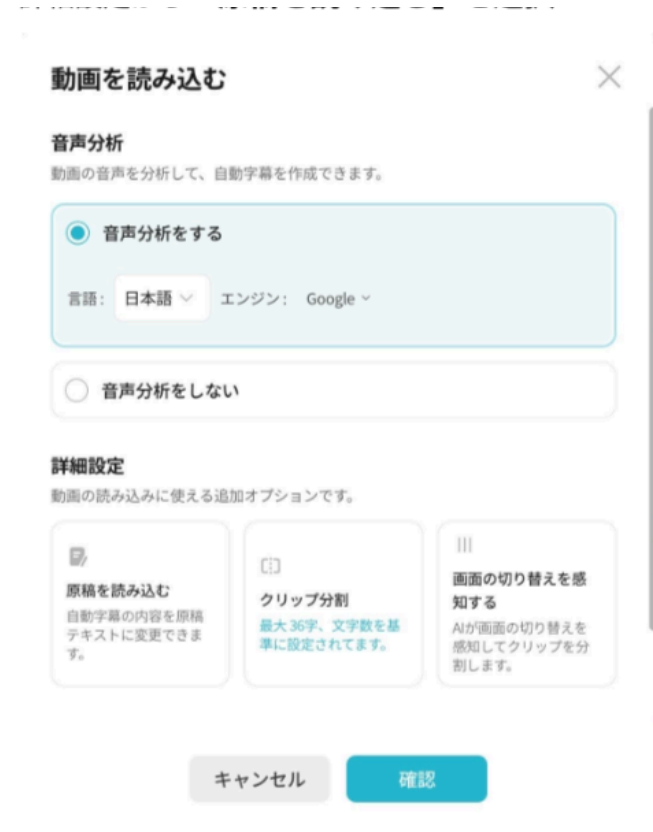 動画を読み込む
音声分析
動画の音声を分析して、自動字幕を作成できます。
音声分析をする
言語： 日本語 エンジン： Google
音声分析をしない
詳細設定
動画の読み込みに使える追加オプションです。
原稿を読み込む
自動字幕の内容を原稿
テキストに変更できま
す。
クリップ分割
最大 36字、文字数を基
準に設定されてます。
画面の切り替えを感
知する
AIが画面の切り替えを
感知してクリップを分
割します。
キャンセル 確認